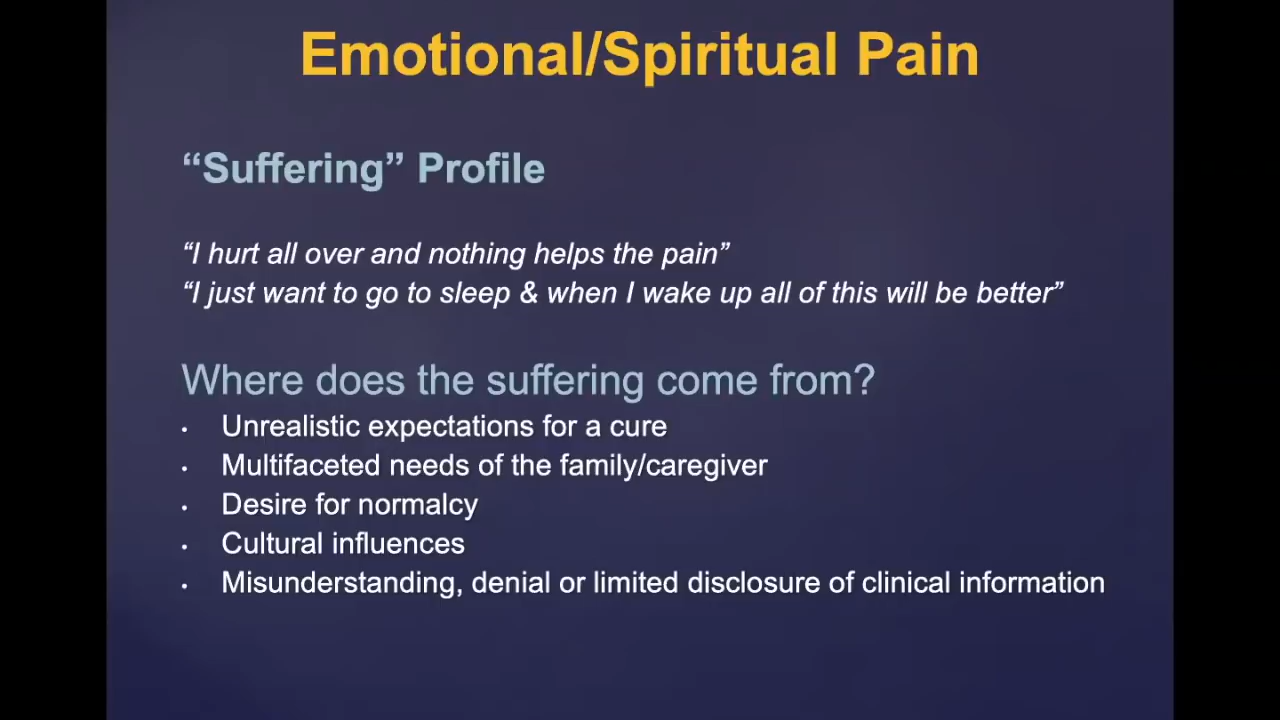 Emotional/Spiritual Pain
“Suffering” Profile
“I hurt all over and nothing helps the pain”
“I just want to go to sleep & when I wake up all of this will be better”
Where does the suffering come from?
• Unrealistic expectations for a cure
• Multifaceted needs of the family/caregiver
• Desire for normalcy
• Cultural influences
• Misunderstanding, denial or limited disclosure of clinical information